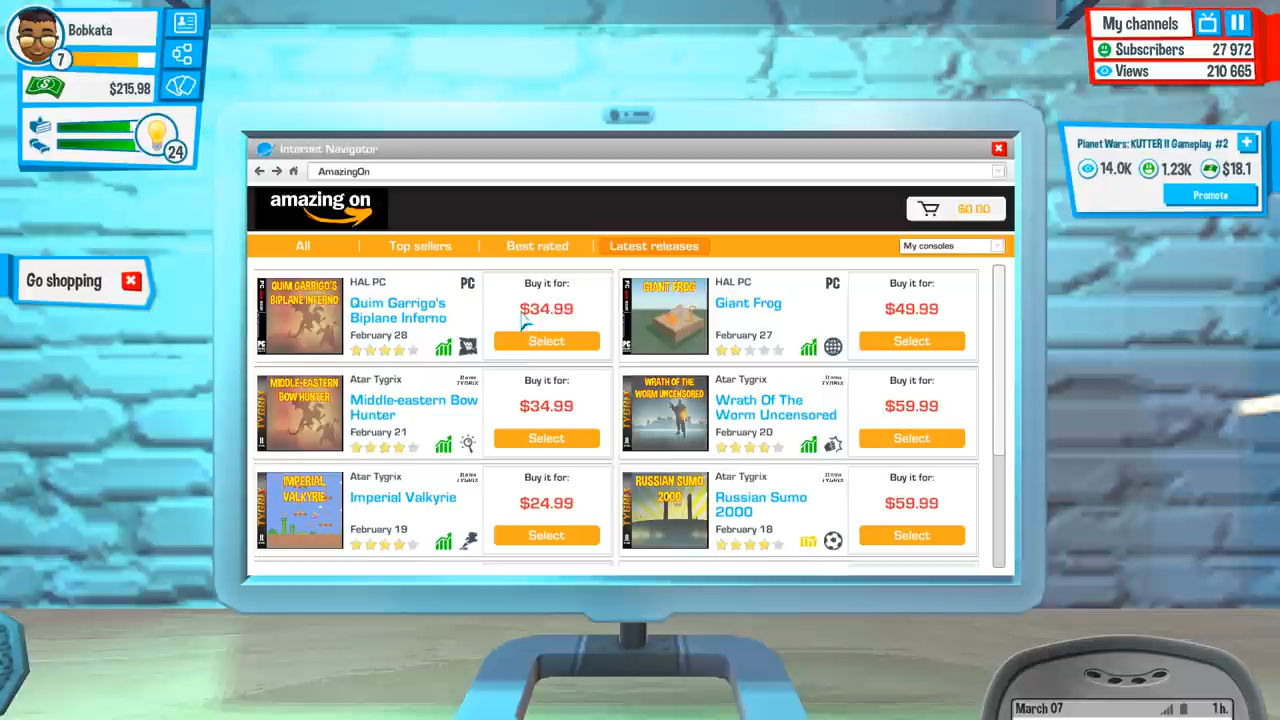 Bobkata
7
$215.98
24
My channels
Subscribers 27 972
Views 210 665
Planet Wars: KUTTER II Gameplay #2
14.0K 1.23K $18.1
Promote
Go shopping
Internet Navigator
AmazingOn
amazing on
$0.00
All
Top sellers
Best rated
Latest releases
My consoles
QUIM GARRIGO'S
BIPLANE INFERNO
HAL PC
PC
Quim Garrigo's
Biplane Inferno
February 28
Buy it for:
$34.99
Select
GIANT FROG
HAL PC
PC
Giant Frog
February 27
Buy it for:
$49.99
Select
MIDDLE-EASTERN
BOW HUNTER
TYGRIX
Atar Tygrix
Middle-eastern Bow
Hunter
February 21
Buy it for:
$34.99
Select
WRATH OF THE
WORM UNCENSORED
TYGRIX
Atar Tygrix
Wrath Of The
Worm Uncensored
February 20
Buy it for:
$59.99
Select
IMPERIAL
VALKYRIE
TYGRIX
Atar Tygrix
Imperial Valkyrie
February 19
Buy it for:
$24.99
Select
RUSSIAN SUMO
2000
TYGRIX
Atar Tygrix
Russian Sumo
2000
February 18
Buy it for:
$59.99
Select
March 07
1h.